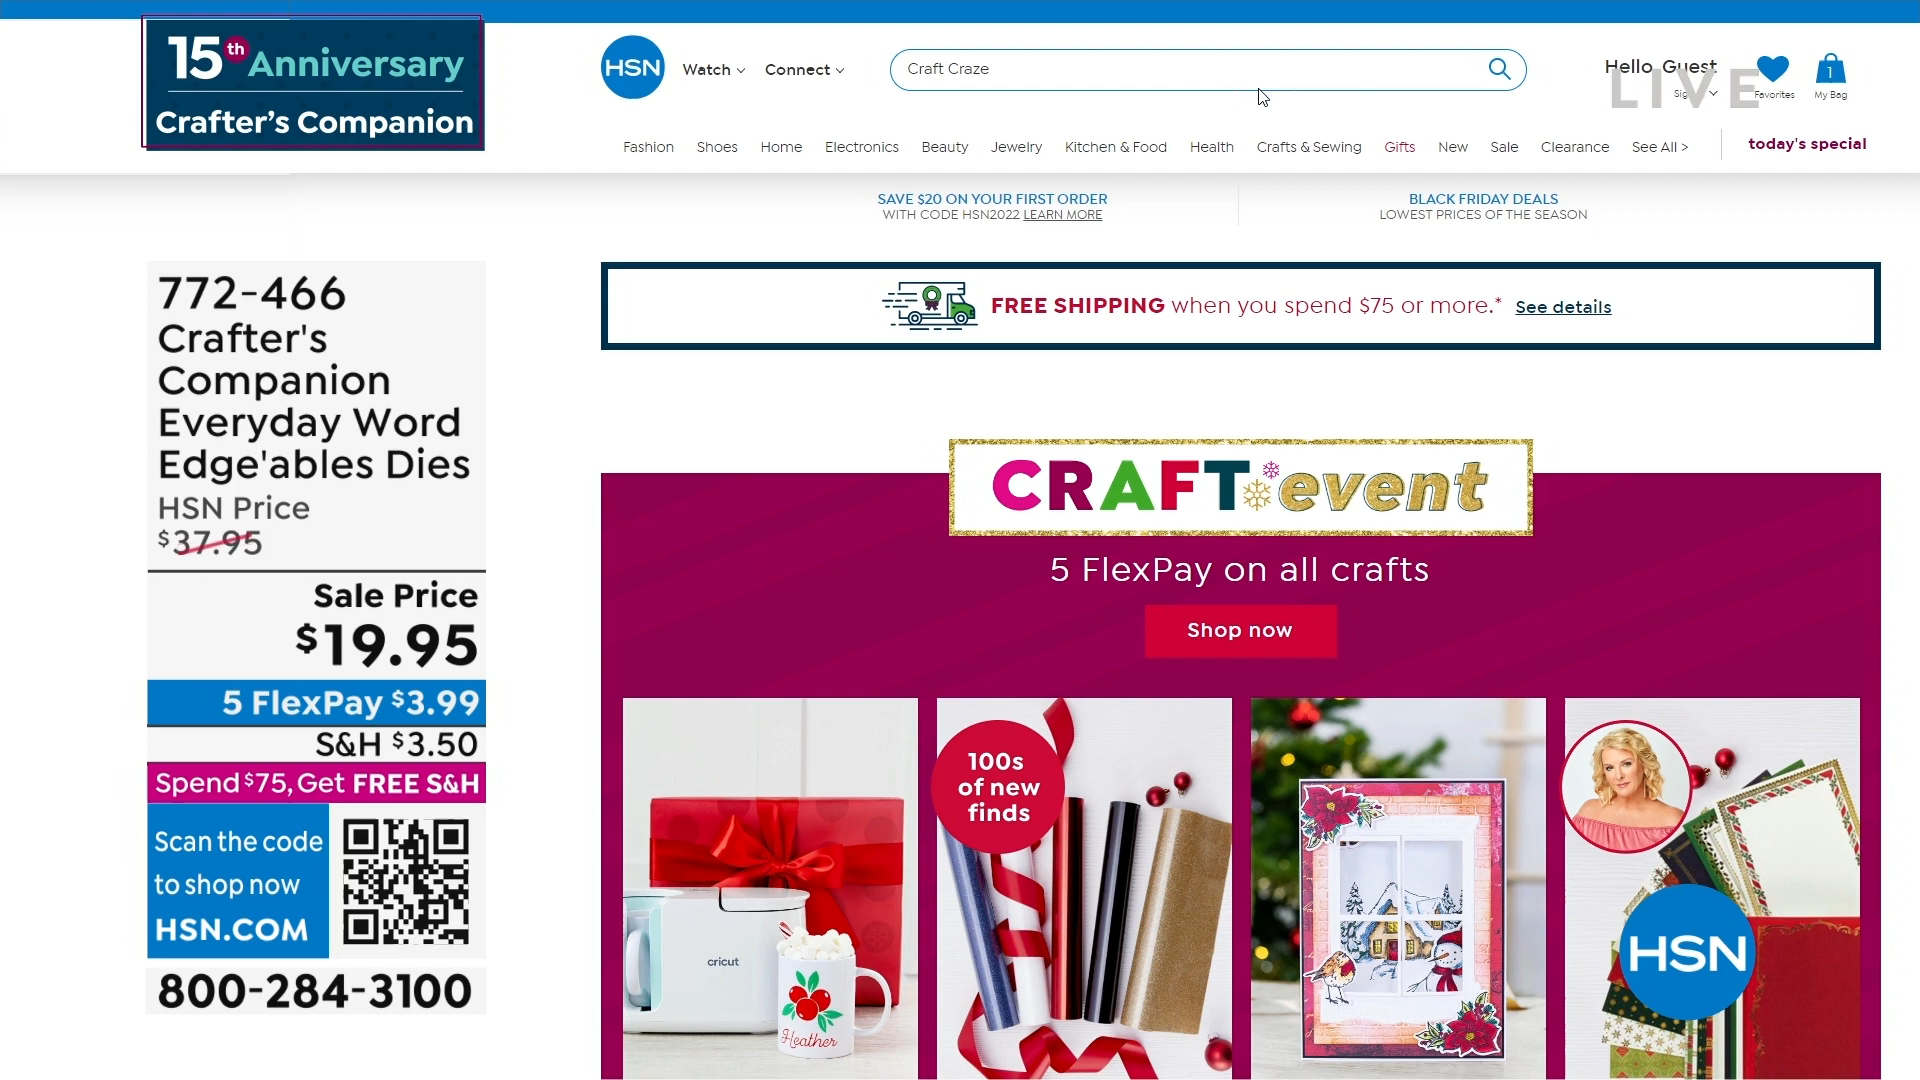 15th Anniversary
Crafter's Companion
HSN
Watch
Connect
Craft Craze
Hello, Guest
LIVE
Favorites
1
My Bag
Fashion
Shoes
Home
Electronics
Beauty
Jewelry
Kitchen & Food
Health
Crafts & Sewing
Gifts
New
Sale
Clearance
See All >
today's special
SAVE $20 ON YOUR FIRST ORDER
WITH CODE HSN2022 LEARN MORE
BLACK FRIDAY DEALS
LOWEST PRICES OF THE SEASON
772-466
Crafter's
Companion
Everyday Word
Edge'ables Dies
HSN Price
$37.95
Sale Price
$19.95
5 FlexPay $3.99
S&H $3.50
Spend $75, Get FREE S&H
Scan the code
to shop now
HSN.COM
800-284-3100
FREE SHIPPING when you spend $75 or more.* See details
CRAFT event
5 FlexPay on all crafts
Shop now
100s
of new
finds
cricut
Heather
HSN